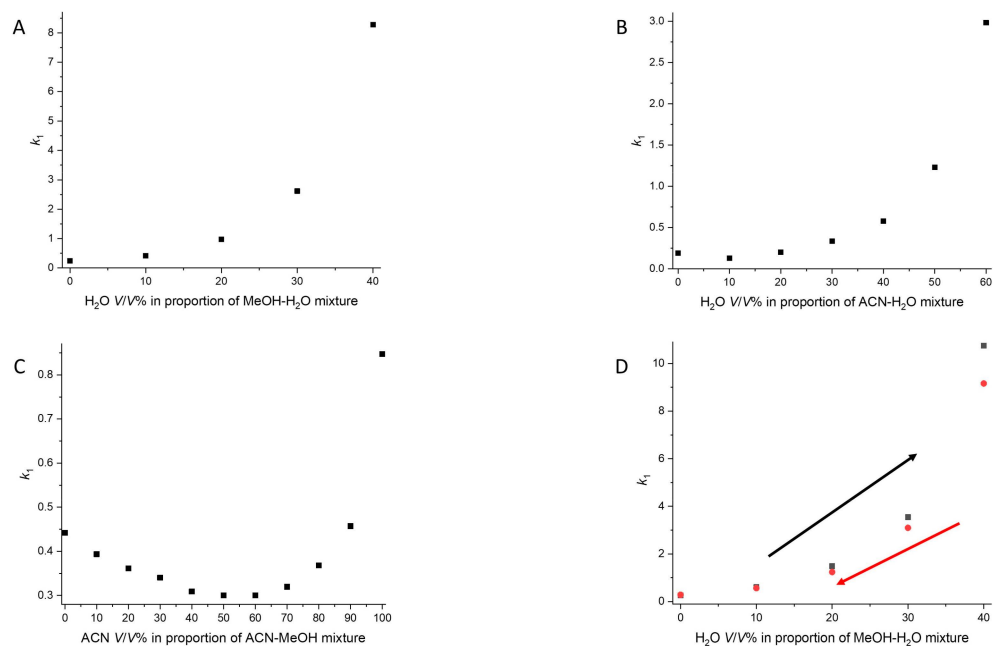 A
8
7
6
5
4
3
2
1
0
k₁
0 10 20 30 40
H₂O V/V% in proportion of MeOH-H₂O mixture
B
3.0
2.5
2.0
1.5
1.0
0.5
0.0
k₁
0 10 20 30 40 50 60
H₂O V/V% in proportion of ACN-H₂O mixture
C
0.8
0.7
0.6
0.5
0.4
0.3
k₁
0 10 20 30 40 50 60 70 80 90 100
ACN V/V% in proportion of ACN-MeOH mixture
D
10
8
6
4
2
0
k₁
0 10 20 30 40
H₂O V/V% in proportion of MeOH-H₂O mixture